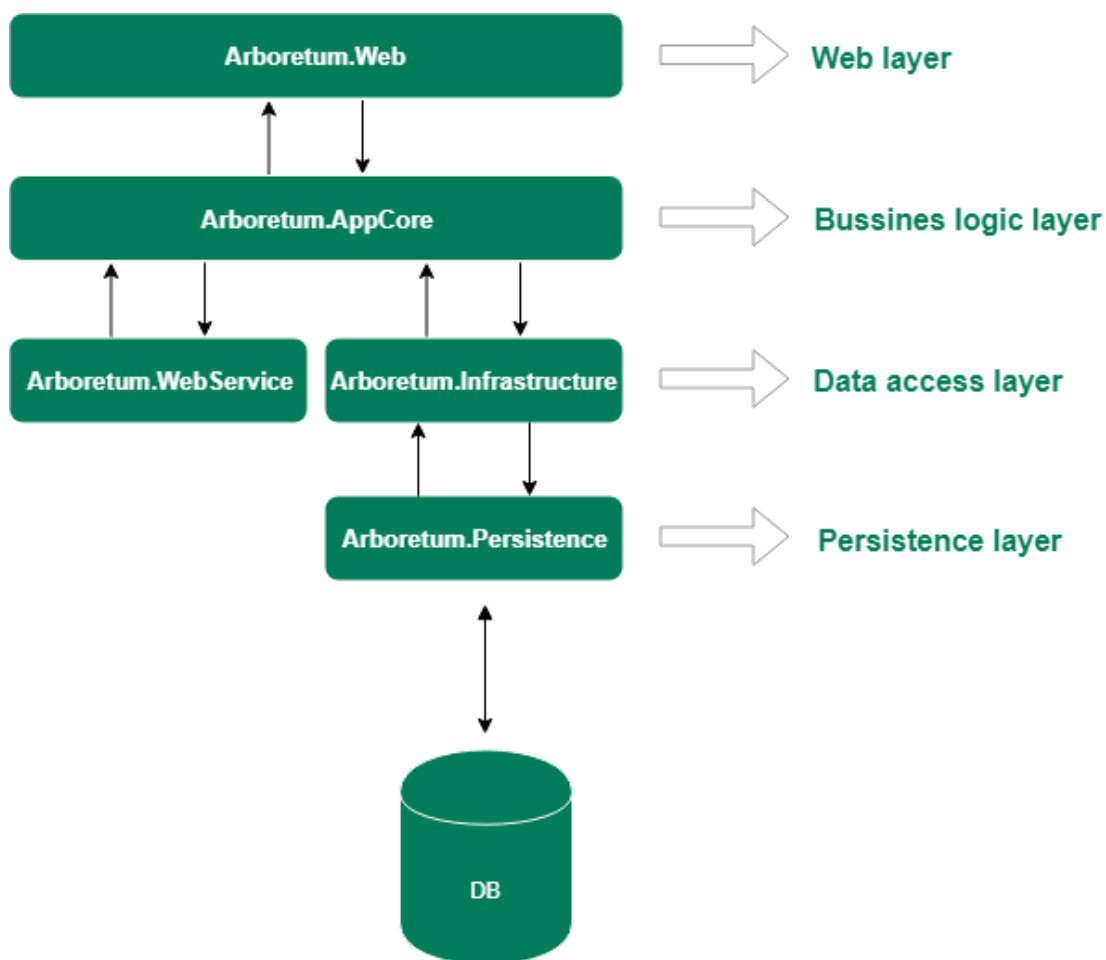 Arboretum.Web
Web layer
Arboretum.AppCore
Bussines logic layer
Arboretum.WebService
Arboretum.Infrastructure
Data access layer
Arboretum.Persistence
Persistence layer
DB